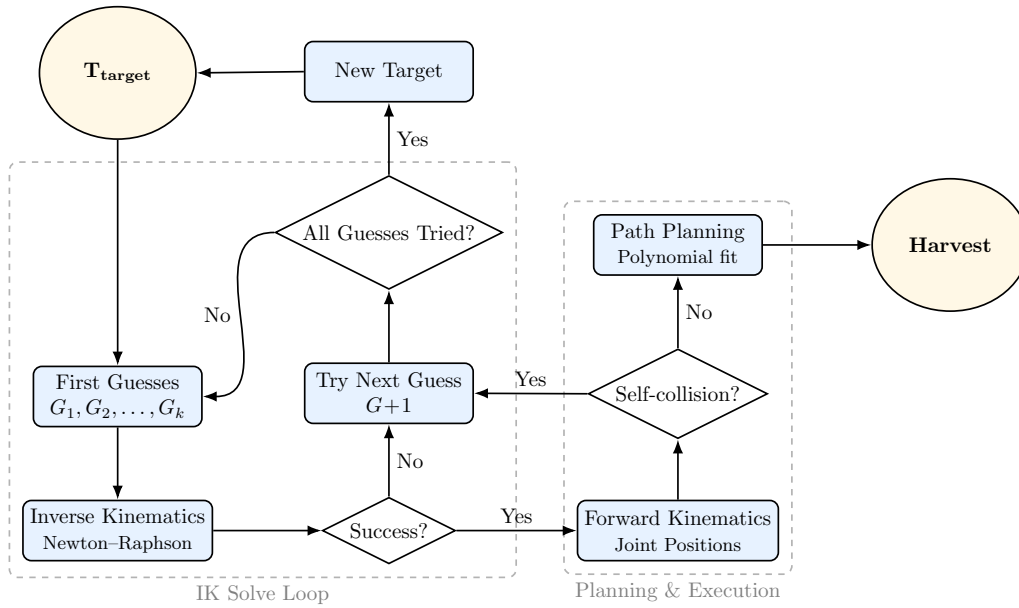 T_target
New Target
Yes
All Guesses Tried?
No
First Guesses
G_1, G_2, . . . , G_k
Try Next Guess
G+1
No
Inverse Kinematics
Newton–Raphson
Success?
IK Solve Loop
Yes
Yes
Path Planning
Polynomial fit
No
Self-collision?
Forward Kinematics
Joint Positions
Planning & Execution
Harvest